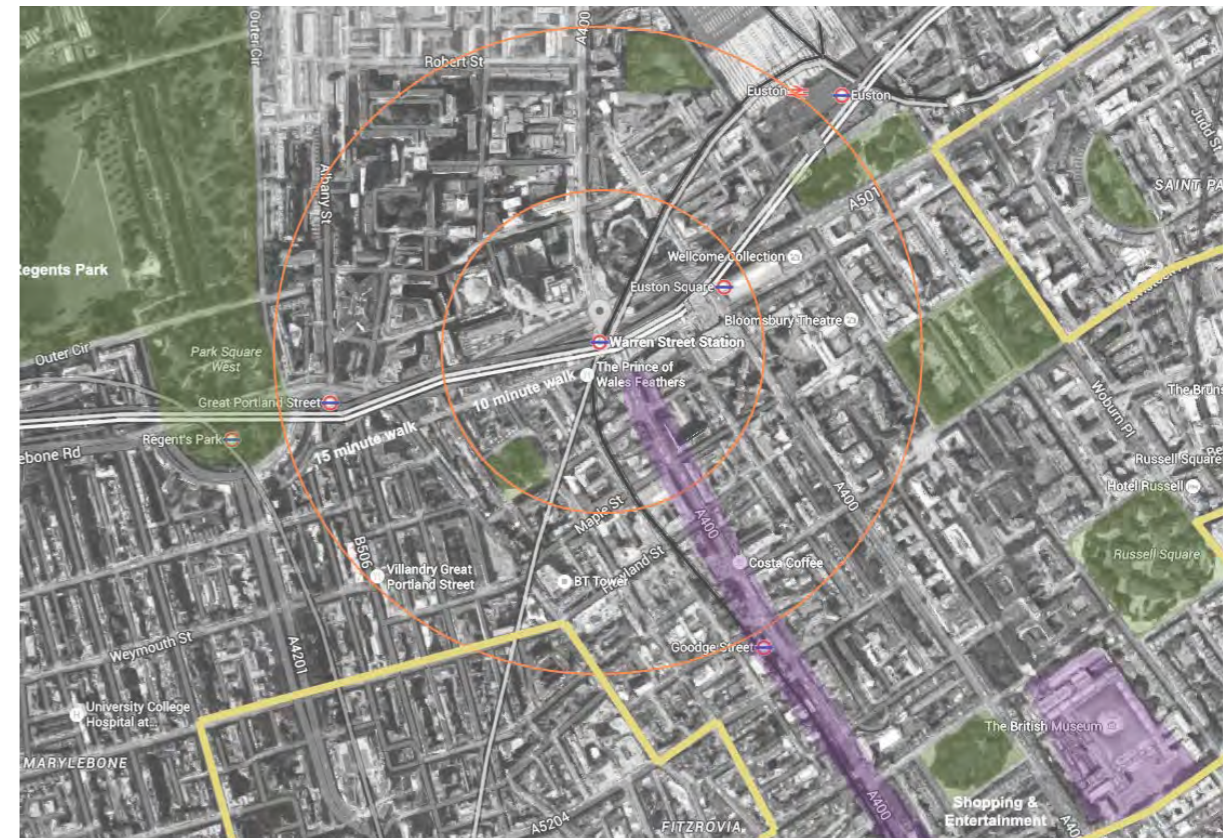 Outer Cir
A400
Robert St
Euston
Euston
Judd St
Albany St
A501
SAINT PA
Wellcome Collection
Regents Park
Euston Square
Bloomsbury Theatre
Warren Street Station
Outer Cir
Park Square
West
The Prince of
Wales Feathers
10 minute walk
The Bruns
Great Portland Street
Woburn Pl
Regent's Park
15 minute walk
ebone Rd
Russell Square
Hotel Russell
Maple St
A400
A400
B506
Howland St
Costa Coffee
Russell Square
Villandry Great
Portland Street
BT Tower
Weymouth St
Goodge Street
A4201
University College
Hospital at...
The British Museum
MARYLEBONE
Shopping &
Entertainment
A400
A40
A5204
FITZROVIA